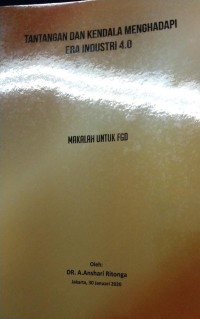 TANTANGAN DAN KENDALA MENGHADAPI
ERA INDUSTRI 4.0
MAKALAH UNTUK FGD
Oleh:
DR. A.Anshari Ritonga
Jakarta, 30 Januari 2020